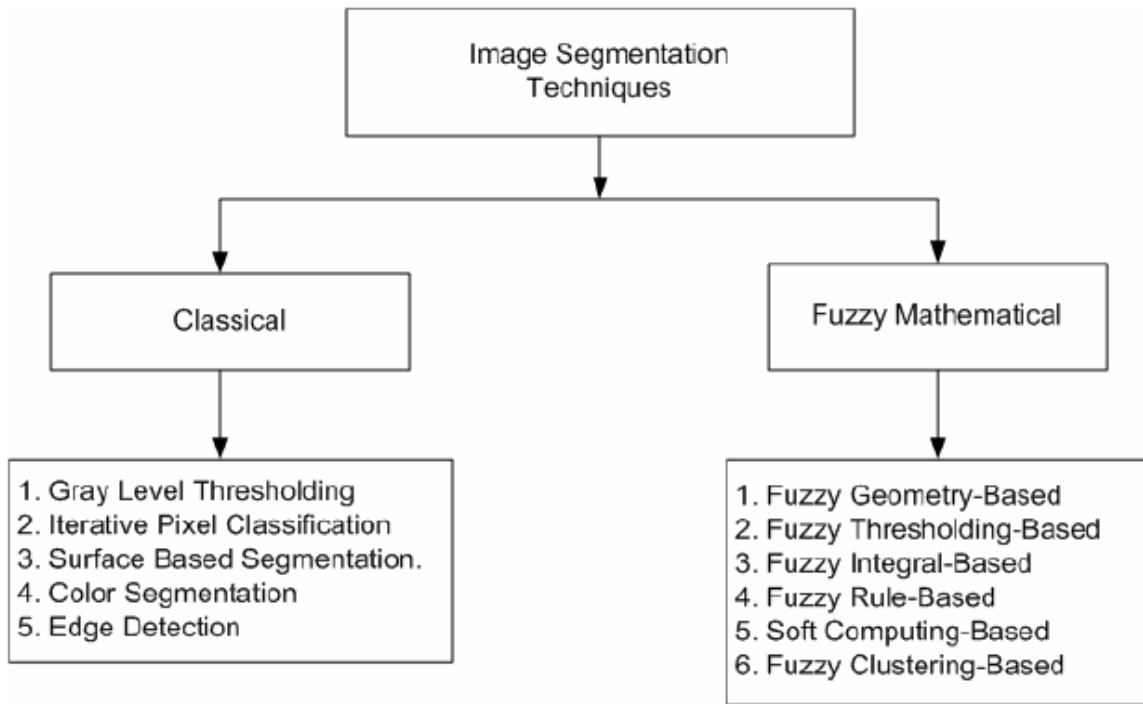 Image Segmentation
Techniques
Classical
Fuzzy Mathematical
1. Gray Level Thresholding
2. Iterative Pixel Classification
3. Surface Based Segmentation.
4. Color Segmentation
5. Edge Detection
1. Fuzzy Geometry-Based
2. Fuzzy Thresholding-Based
3. Fuzzy Integral-Based
4. Fuzzy Rule-Based
5. Soft Computing-Based
6. Fuzzy Clustering-Based